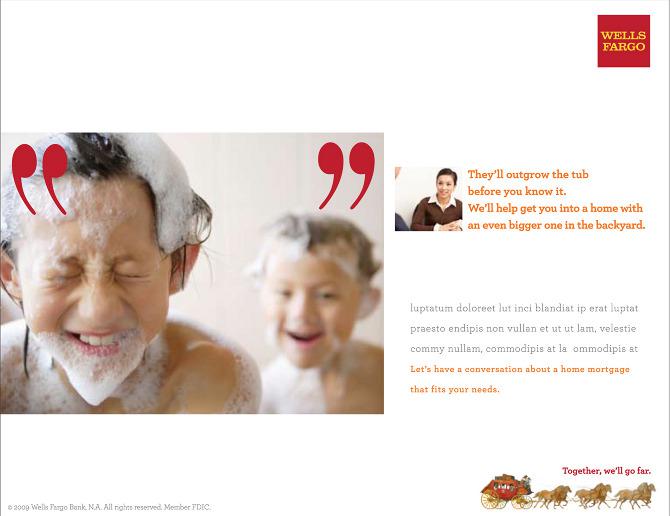 WELLS
FARGO
They'll outgrow the tub
before you know it.
We'll help get you into a home with
an even bigger one in the backyard.
luptatum doloreet lut inci blandiat ip erat luptat
praesto endipis non vullan et ut ut lam, velestie
commy nullam, commodipis at la  ommodipis at
Let's have a conversation about a home mortgage
that fits your needs.
Together, we'll go far.
© 2009 Wells Fargo Bank, N.A. All rights reserved. Member FDIC.